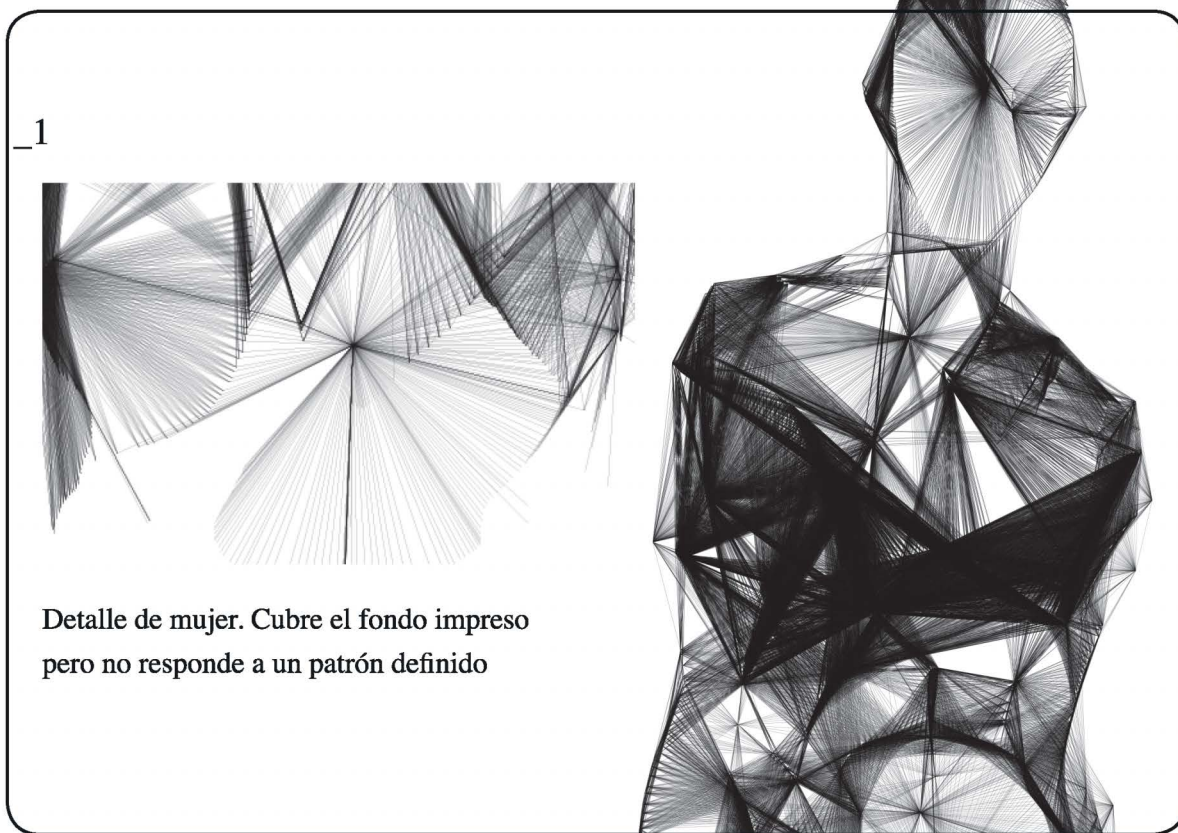 _1
Detalle de mujer. Cubre el fondo impreso
pero no responde a un patrón definido